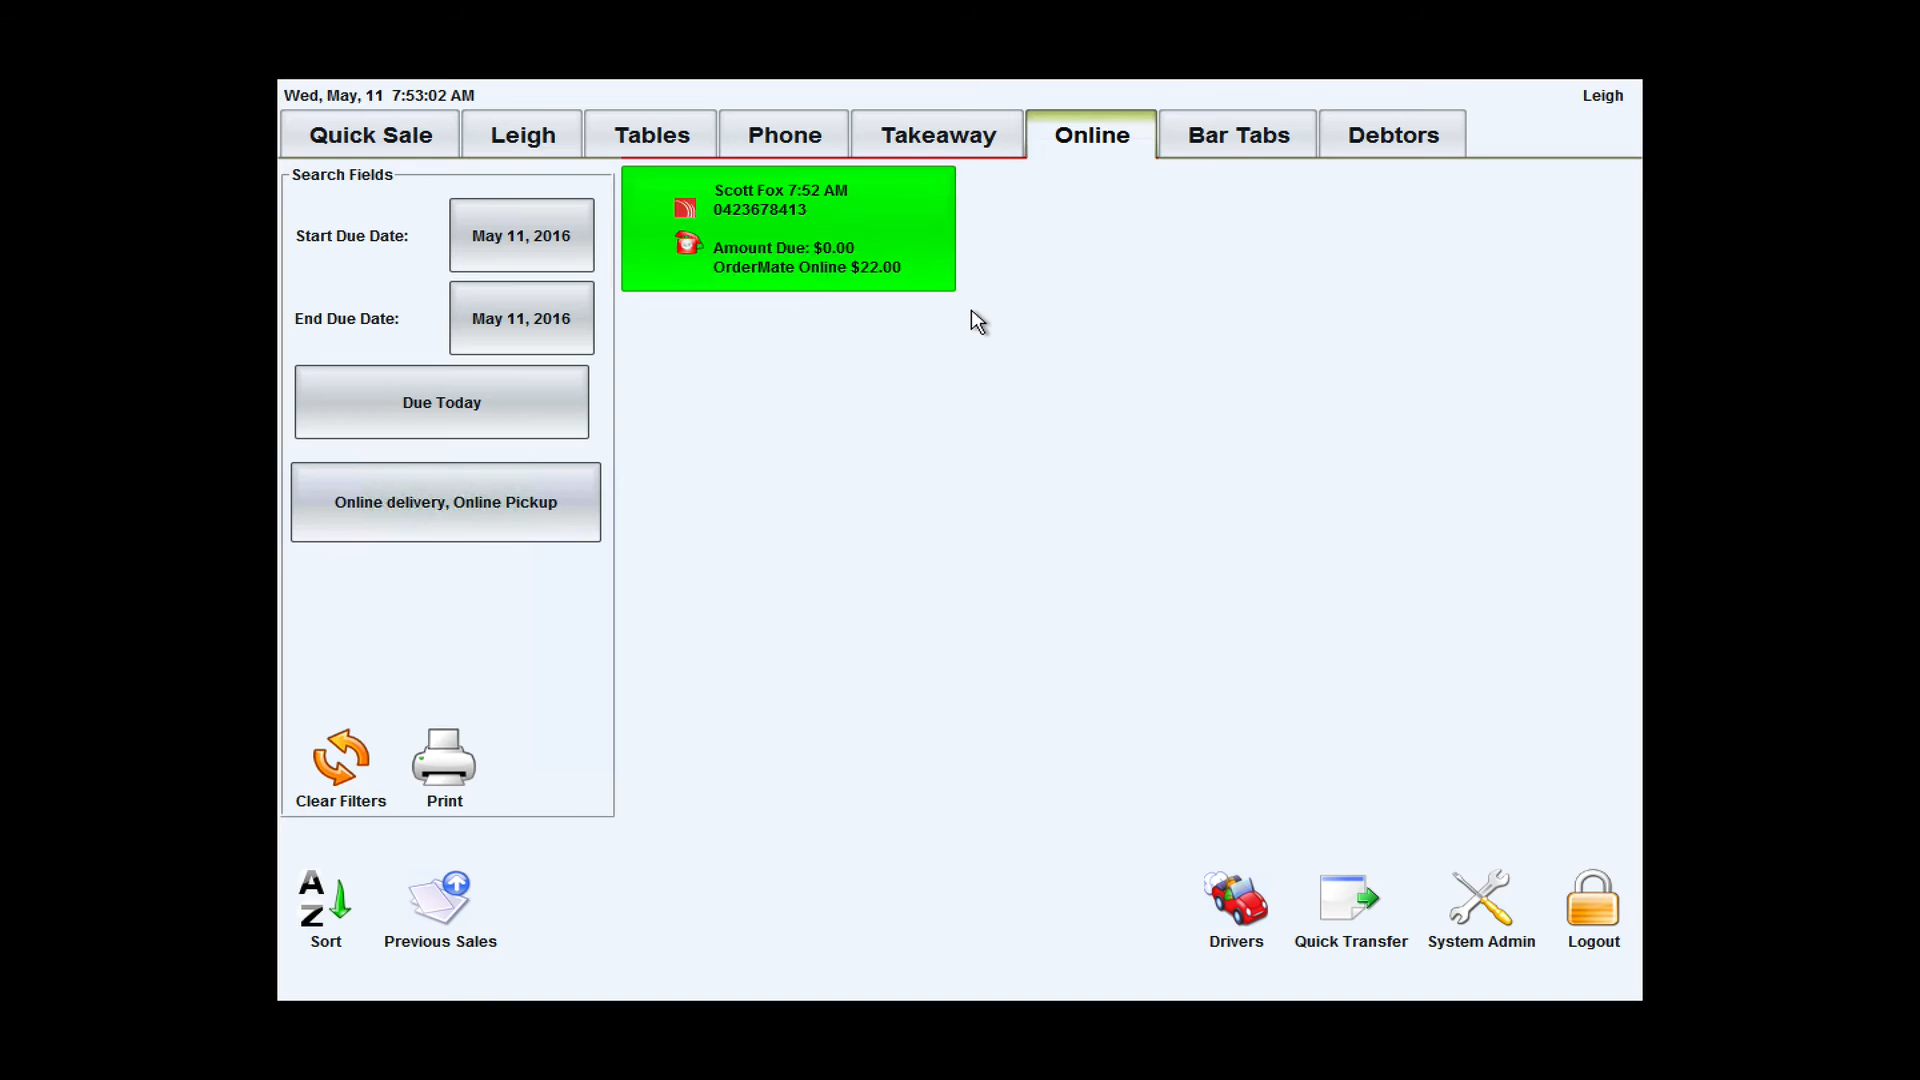 Wed, May, 11 7:53:02 AM
Leigh
Quick Sale
Leigh
Tables
Phone
Takeaway
Online
Bar Tabs
Debtors
Search Fields
Start Due Date:
May 11, 2016
End Due Date:
May 11, 2016
Due Today
Online delivery, Online Pickup
Clear Filters
Print
Scott Fox 7:52 AM
0423678413
Amount Due: $0.00
OrderMate Online $22.00
A
Z
Sort
Previous Sales
Drivers
Quick Transfer
System Admin
Logout